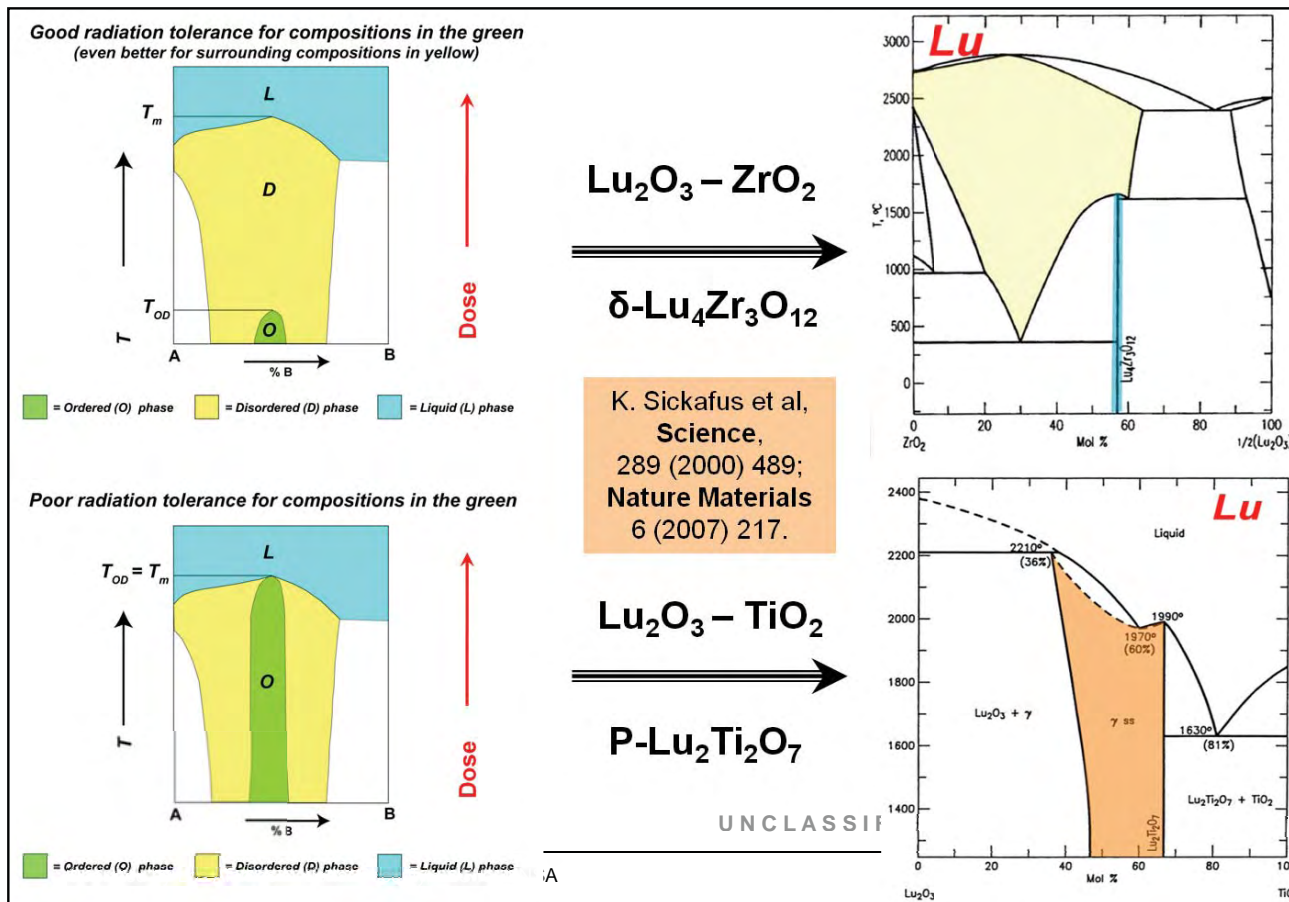 Good radiation tolerance for compositions in the green
(even better for surrounding compositions in yellow)
L
Tm
D
TOD
O
T
A
B
% B
Dose
= Ordered (O) phase
= Disordered (D) phase
= Liquid (L) phase
Poor radiation tolerance for compositions in the green
L
TOD = Tm
O
T
A
B
% B
Dose
= Ordered (O) phase
= Disordered (D) phase
= Liquid (L) phase
Lu2O3 – ZrO2
δ-Lu4Zr3O12
K. Sickafus et al,
Science,
289 (2000) 489;
Nature Materials
6 (2007) 217.
Lu2O3 – TiO2
P-Lu2Ti2O7
UNCLASSIF
Lu
3000
2500
2000
T, °C
1500
1000
500
0
Lu4Zr3O12
0
20
40
60
80
100
ZrO2
Mol %
1/2(Lu2O3)
Lu
2400
2200
2000
1800
1600
1400
Liquid
2210°
(36%)
1990°
1970°
(60%)
1630°
(81%)
Lu2O3 + γ
γ ss
Lu2Ti2O7
Lu2Ti2O7 + TiO2
0
20
40
60
80
100
Lu2O3
Mol %